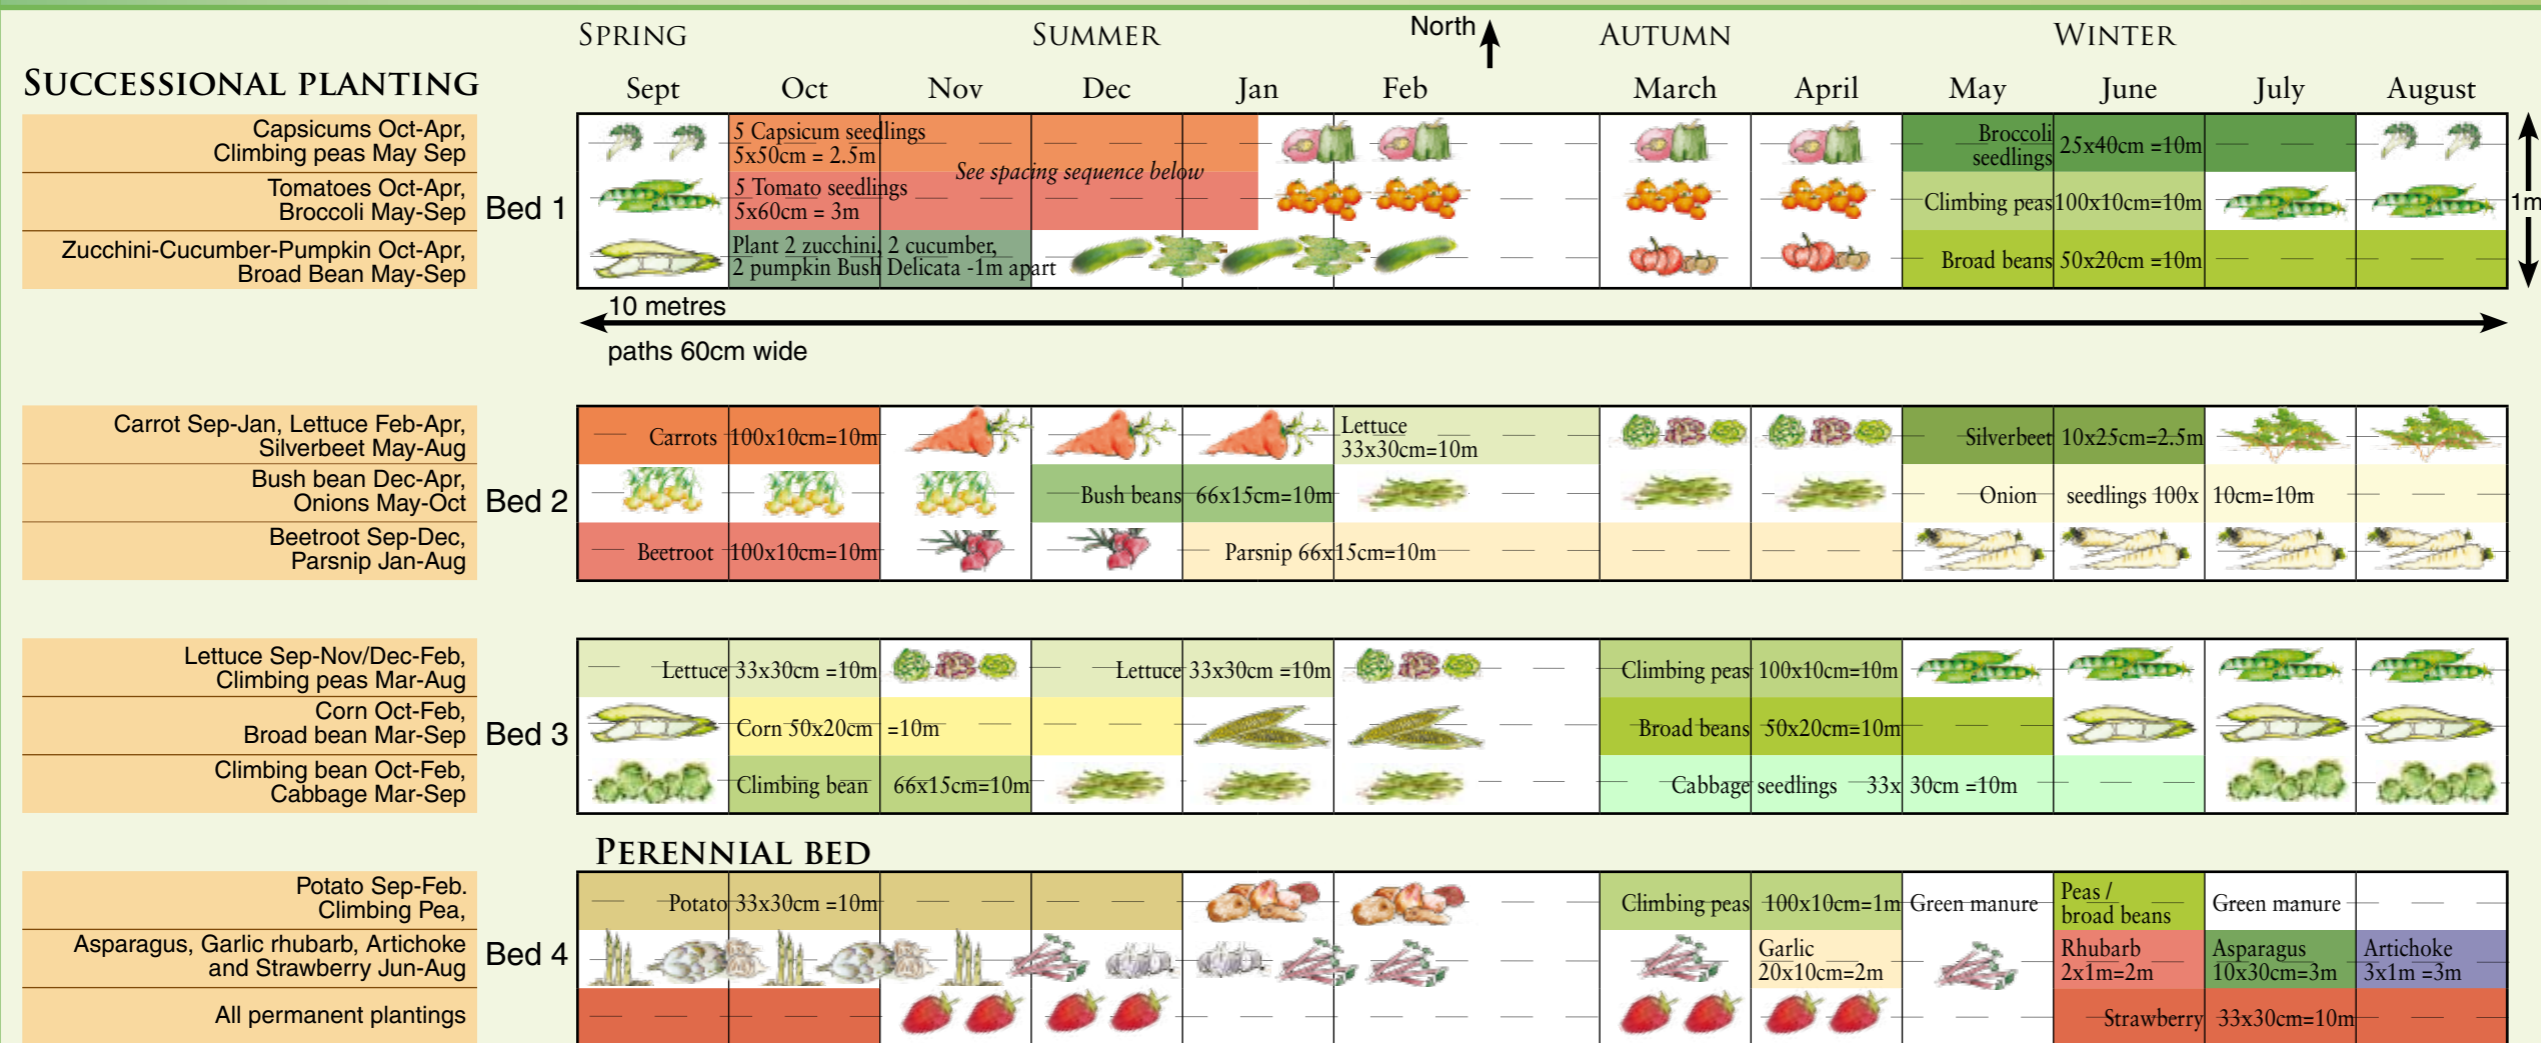 SPRING
SUMMER
North
AUTUMN
WINTER
SUCCESSIONAL PLANTING
Sept
Oct
Nov
Dec
Jan
Feb
March
April
May
June
July
August
Capsicums Oct-Apr,
Climbing peas May Sep
Tomatoes Oct-Apr,
Broccoli May-Sep
Zucchini-Cucumber-Pumpkin Oct-Apr,
Broad Bean May-Sep
Bed 1
5 Capsicum seedlings
5x50cm = 2.5m
See spacing sequence below
5 Tomato seedlings
5x60cm = 3m
Plant 2 zucchini, 2 cucumber,
2 pumpkin Bush Delicata -1m apart
Broccoli
seedlings
25x40cm =10m
Climbing peas 100x10cm=10m
Broad beans 50x20cm =10m
1m
10 metres
paths 60cm wide
Carrot Sep-Jan, Lettuce Feb-Apr,
Silverbeet May-Aug
Bush bean Dec-Apr,
Onions May-Oct
Beetroot Sep-Dec,
Parsnip Jan-Aug
Bed 2
Carrots 100x10cm=10m
Lettuce
33x30cm=10m
Silverbeet 10x25cm=2.5m
Bush beans 66x15cm=10m
Onion seedlings 100x 10cm=10m
Beetroot 100x10cm=10m
Parsnip 66x15cm=10m
Lettuce Sep-Nov/Dec-Feb,
Climbing peas Mar-Aug
Corn Oct-Feb,
Broad bean Mar-Sep
Climbing bean Oct-Feb,
Cabbage Mar-Sep
Bed 3
Lettuce 33x30cm =10m
Lettuce 33x30cm =10m
Climbing peas 100x10cm=10m
Corn 50x20cm =10m
Broad beans 50x20cm=10m
Climbing bean 66x15cm=10m
Cabbage seedlings 33x 30cm =10m
PERENNIAL BED
Potato Sep-Feb.
Climbing Pea,
Asparagus, Garlic rhubarb, Artichoke
and Strawberry Jun-Aug
All permanent plantings
Bed 4
Potato 33x30cm =10m
Climbing peas 100x10cm=1m
Green manure
Peas /
broad beans
Green manure
Garlic
20x10cm=2m
Rhubarb
2x1m=2m
Asparagus
10x30cm=3m
Artichoke
3x1m =3m
Strawberry 33x30cm=10m